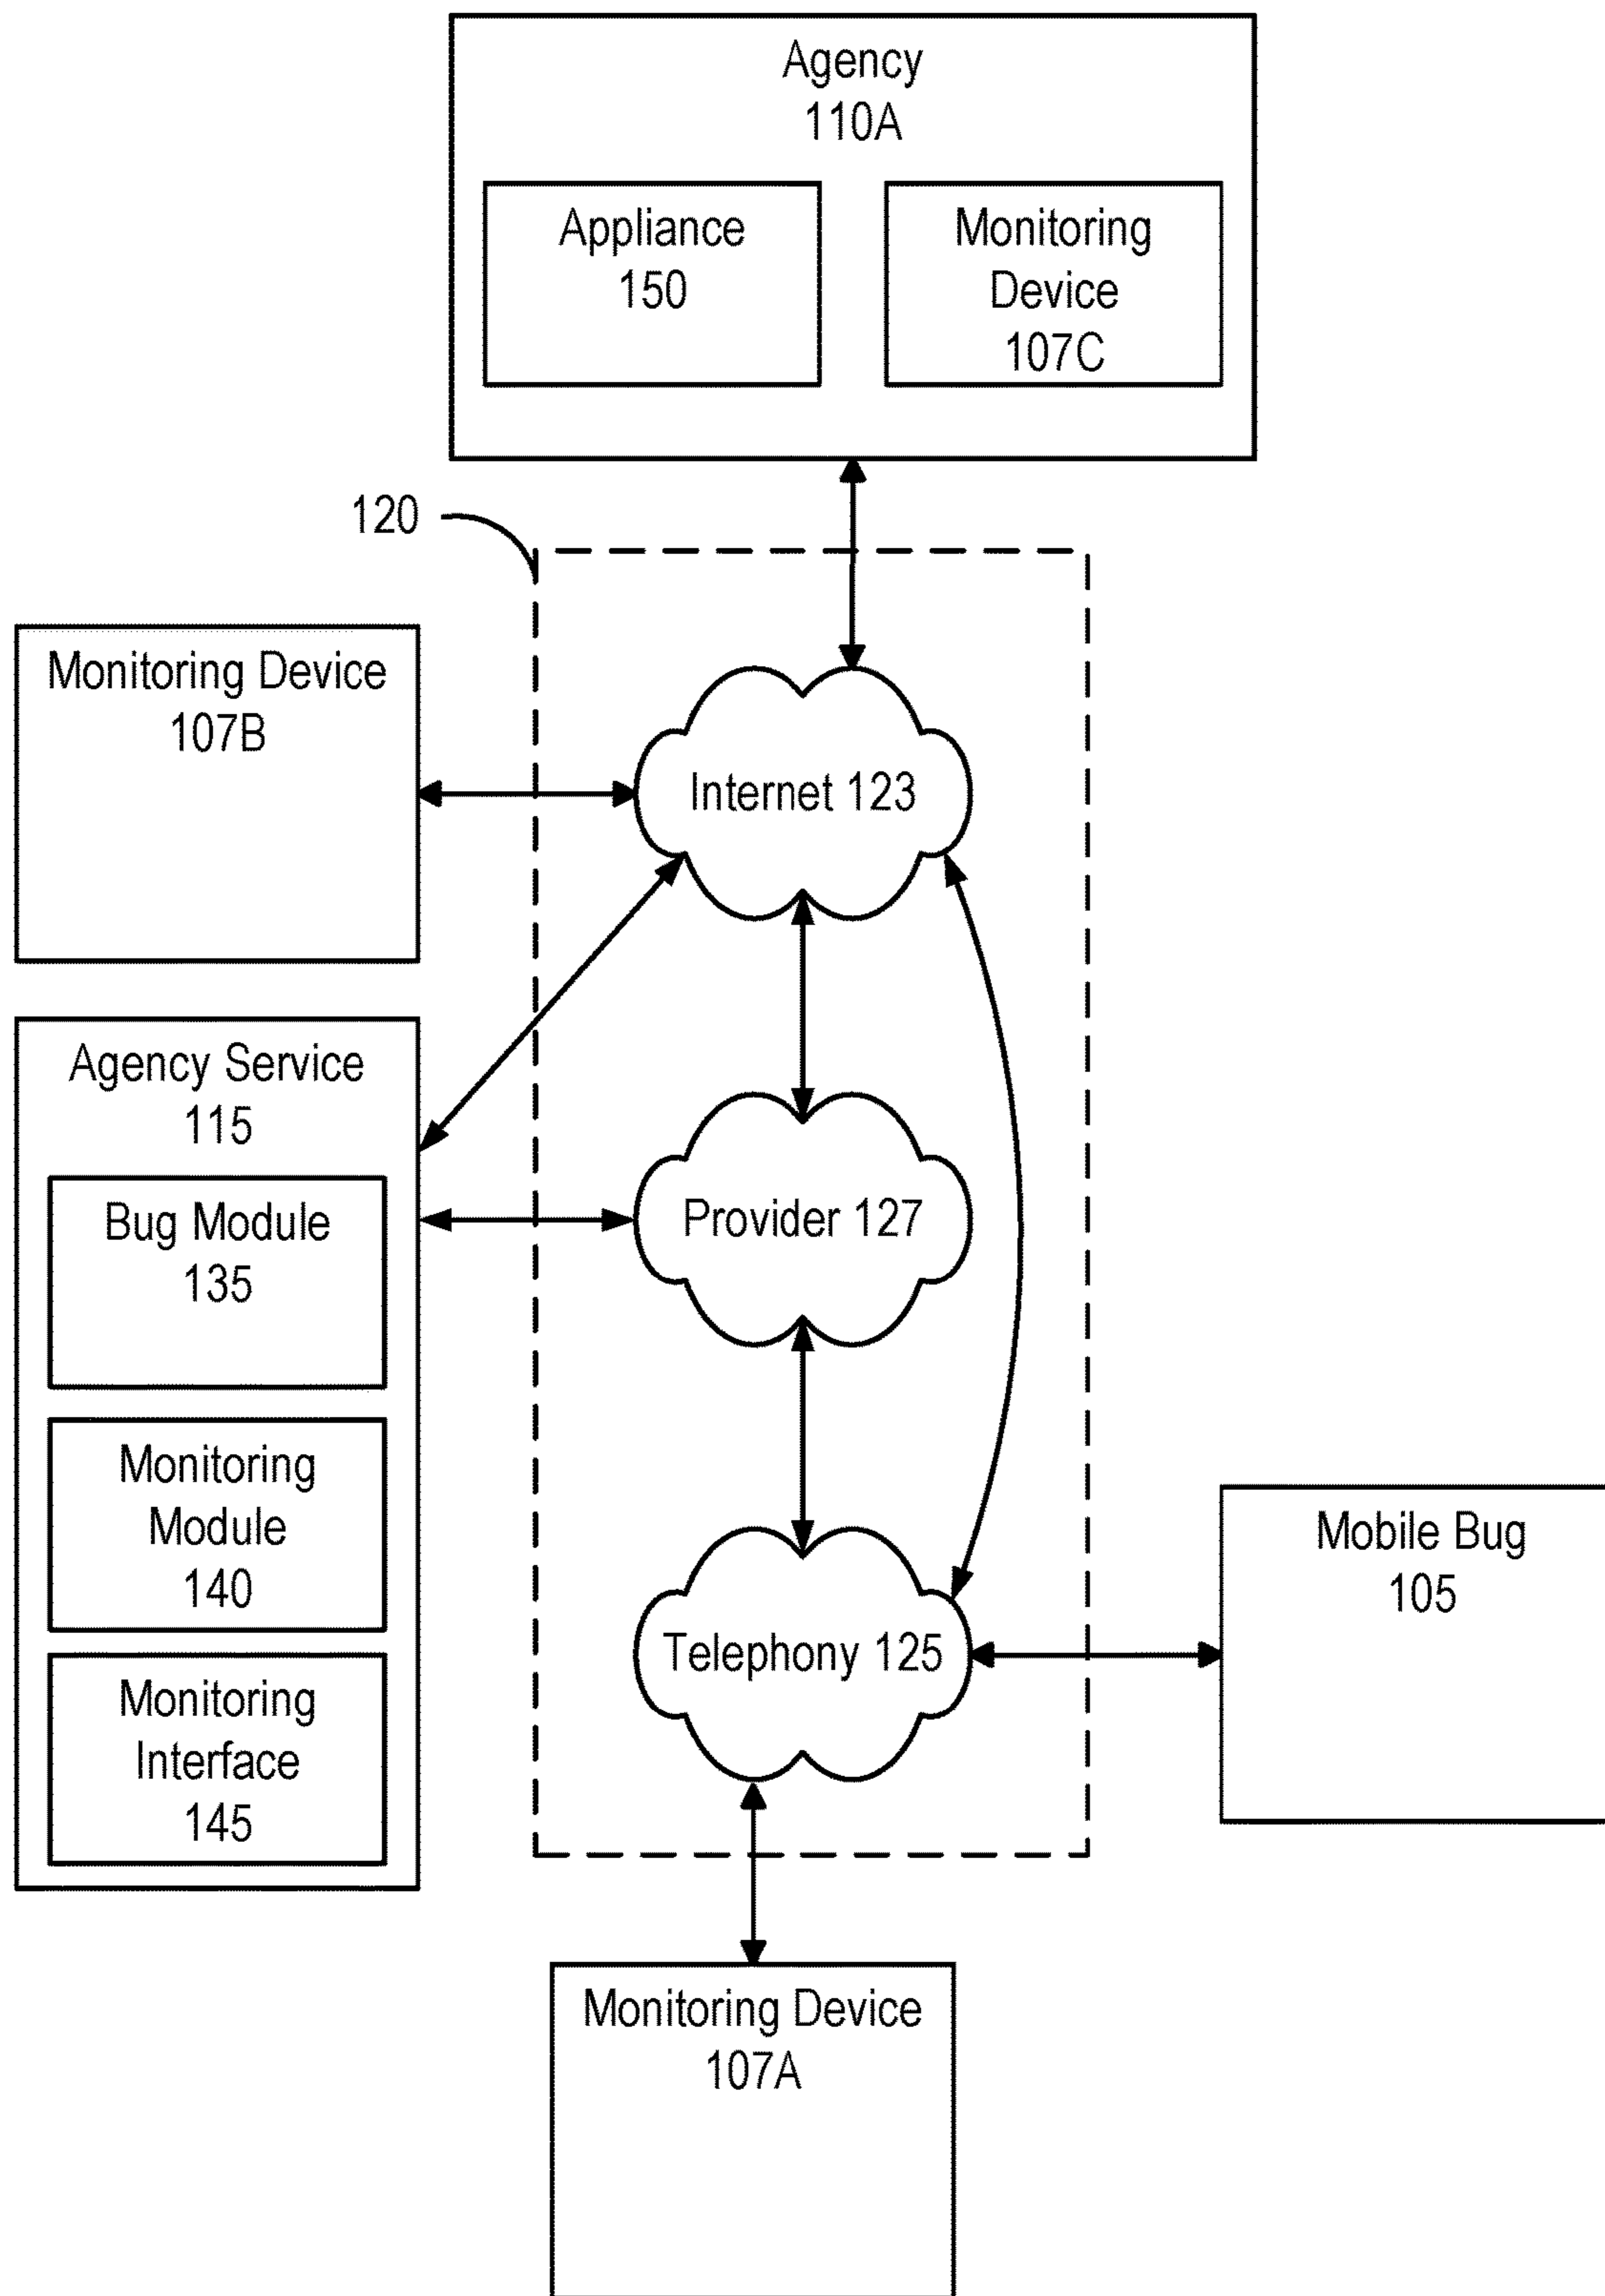 Agency
110A
Appliance
150
Monitoring
Device
107C
120
Monitoring Device
107B
Internet 123
Agency Service
115
Bug Module
135
Provider 127
Monitoring
Module
140
Mobile Bug
105
Telephony 125
Monitoring
Interface
145
Monitoring Device
107A